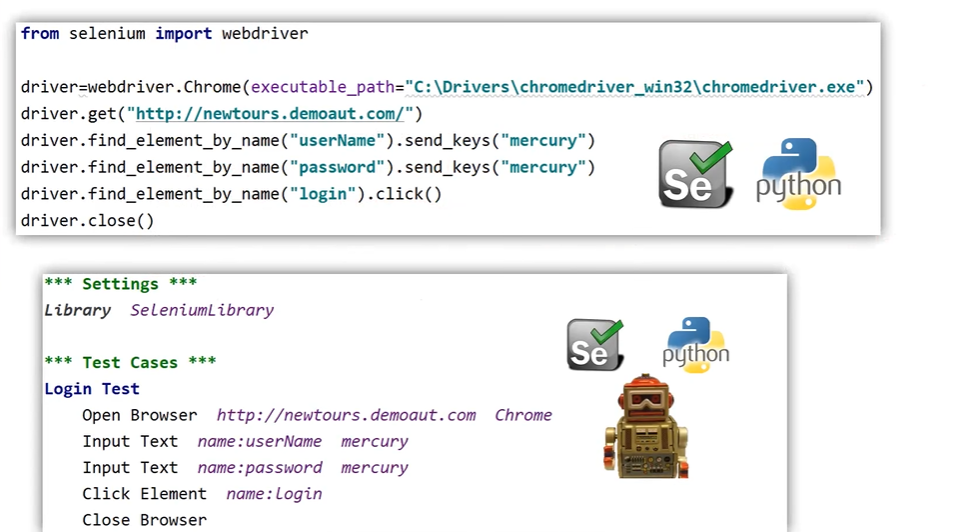 from selenium import webdriver
driver=webdriver.Chrome(executable_path="C:\Drivers\chromedriver_win32\chromedriver.exe")
driver.get("http://newtours.demoaut.com/")
driver.find_element_by_name("userName").send_keys("mercury")
driver.find_element_by_name("password").send_keys("mercury")
driver.find_element_by_name("login").click()
driver.close()
Se
python
*** Settings ***
Library  SeleniumLibrary
*** Test Cases ***
Login Test
Open Browser  http://newtours.demoaut.com  Chrome
Input Text  name:userName  mercury
Input Text  name:password  mercury
Click Element  name:login
Close Browser
Se
python